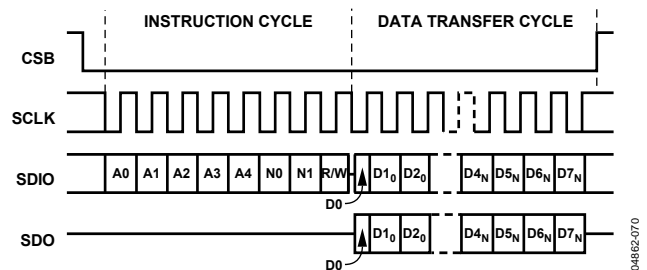 INSTRUCTION CYCLE DATA TRANSFER CYCLE
CSB
SCLK
SDIO A0 A1 A2 A3 A4 N0 N1 R/W D1₀ D2₀ D4N D5N D6N D7N
D0
SDO D1₀ D2₀ D4N D5N D6N D7N
D0
04862-070